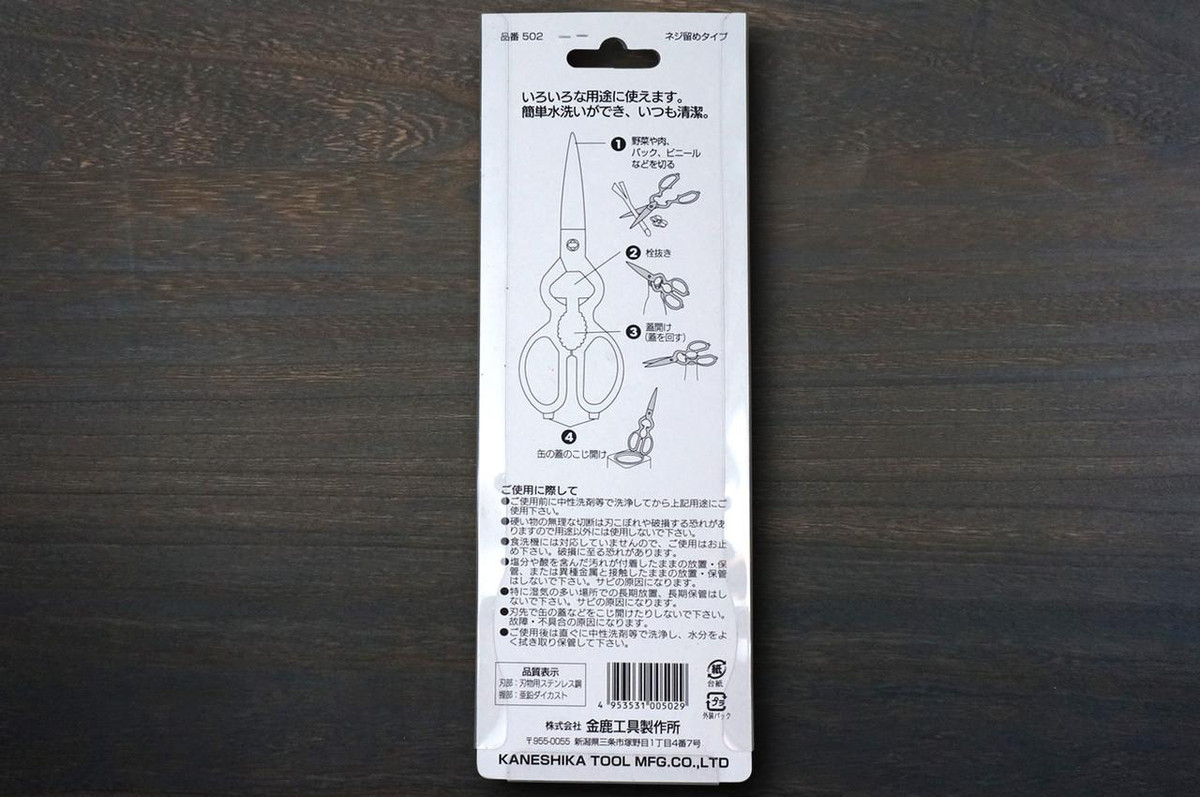 品番 502
ネジ留めタイプ
いろいろな用途に使えます。
簡単水洗いができ、いつも清潔。
❶ 野菜や肉、
パック、ビニール
などを切る
❷ 栓抜き
❸ 蓋開け
(蓋を回す)
❹
缶の蓋のこじ開け
ご使用に際して
●ご使用前に中性洗剤等で洗浄してから上記用途にご
使用下さい。
●硬い物の無理な切断は刃こぼれや破損する恐れがあ
りますので用途以外には使用しないで下さい。
●食洗機には対応していませんので、ご使用はお止
め下さい。破損に至る恐れがあります。
●塩分や酸を含んだ汚れが付着したままの放置・保
管、または異種金属と接触したままの放置・保管
はしないで下さい。サビの原因になります。
●特に湿気の多い場所での長期放置、長期保管はし
ないで下さい。サビの原因になります。
●刃先で缶の蓋などをこじ開けたりしないで下さい。
故障・不具合の原因になります。
●ご使用後は直ぐに中性洗剤等で洗浄し、水分をよ
く拭き取り保管して下さい。
品質表示
刃部：刃物用ステンレス鋼
握部：亜鉛ダイカスト
4 953531 005029
紙
台紙
プラ
外装パック
株式会社 金鹿工具製作所
〒955-0055 新潟県三条市塚野目1丁目4番7号
KANESHIKA TOOL MFG.CO.,LTD